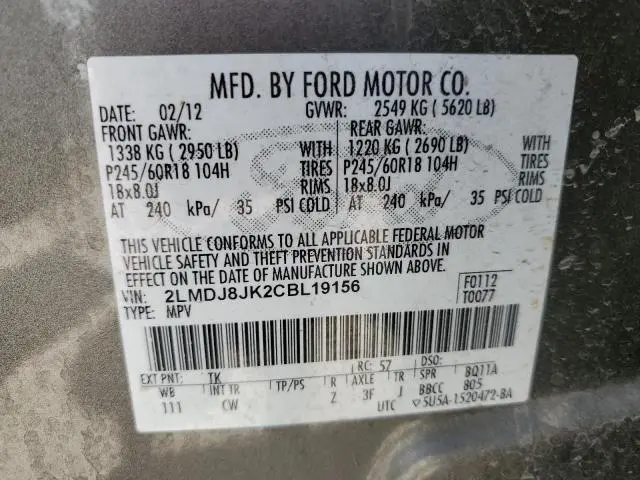 MFD. BY FORD MOTOR CO.
DATE: 02/12 GVWR: 2549 KG ( 5620 LB)
FRONT GAWR: REAR GAWR:
1338 KG ( 2950 LB) WITH 1220 KG ( 2690 LB) WITH
P245/60R18 104H TIRES P245/60R18 104H TIRES
18x8.0J RIMS 18x8.0J RIMS
AT 240 kPa/ 35 PSI COLD AT 240 kPa/ 35 PSI COLD
THIS VEHICLE CONFORMS TO ALL APPLICABLE FEDERAL MOTOR
VEHICLE SAFETY AND THEFT PREVENTION STANDARDS IN
EFFECT ON THE DATE OF MANUFACTURE SHOWN ABOVE.
VIN: 2LMDJ8JK2CBL19156 F0112
TYPE: MPV T0077
EXT PNT: TK RC: 57 DSO:
WB INT TR TP/PS R AXLE TR SPR BQ11A
111 CW 2 3F J BBCC 805
UTC ▽5U5A-1520472-BA